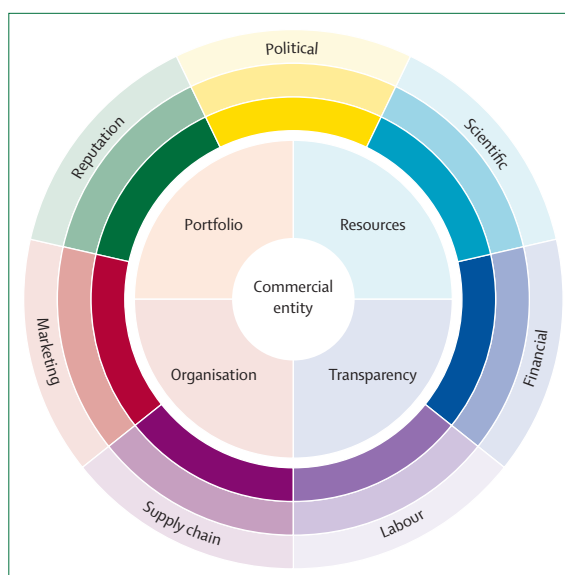 Political
Scientific
Reputation
Portfolio
Resources
Commercial
entity
Marketing
Financial
Organisation
Transparency
Supply chain
Labour